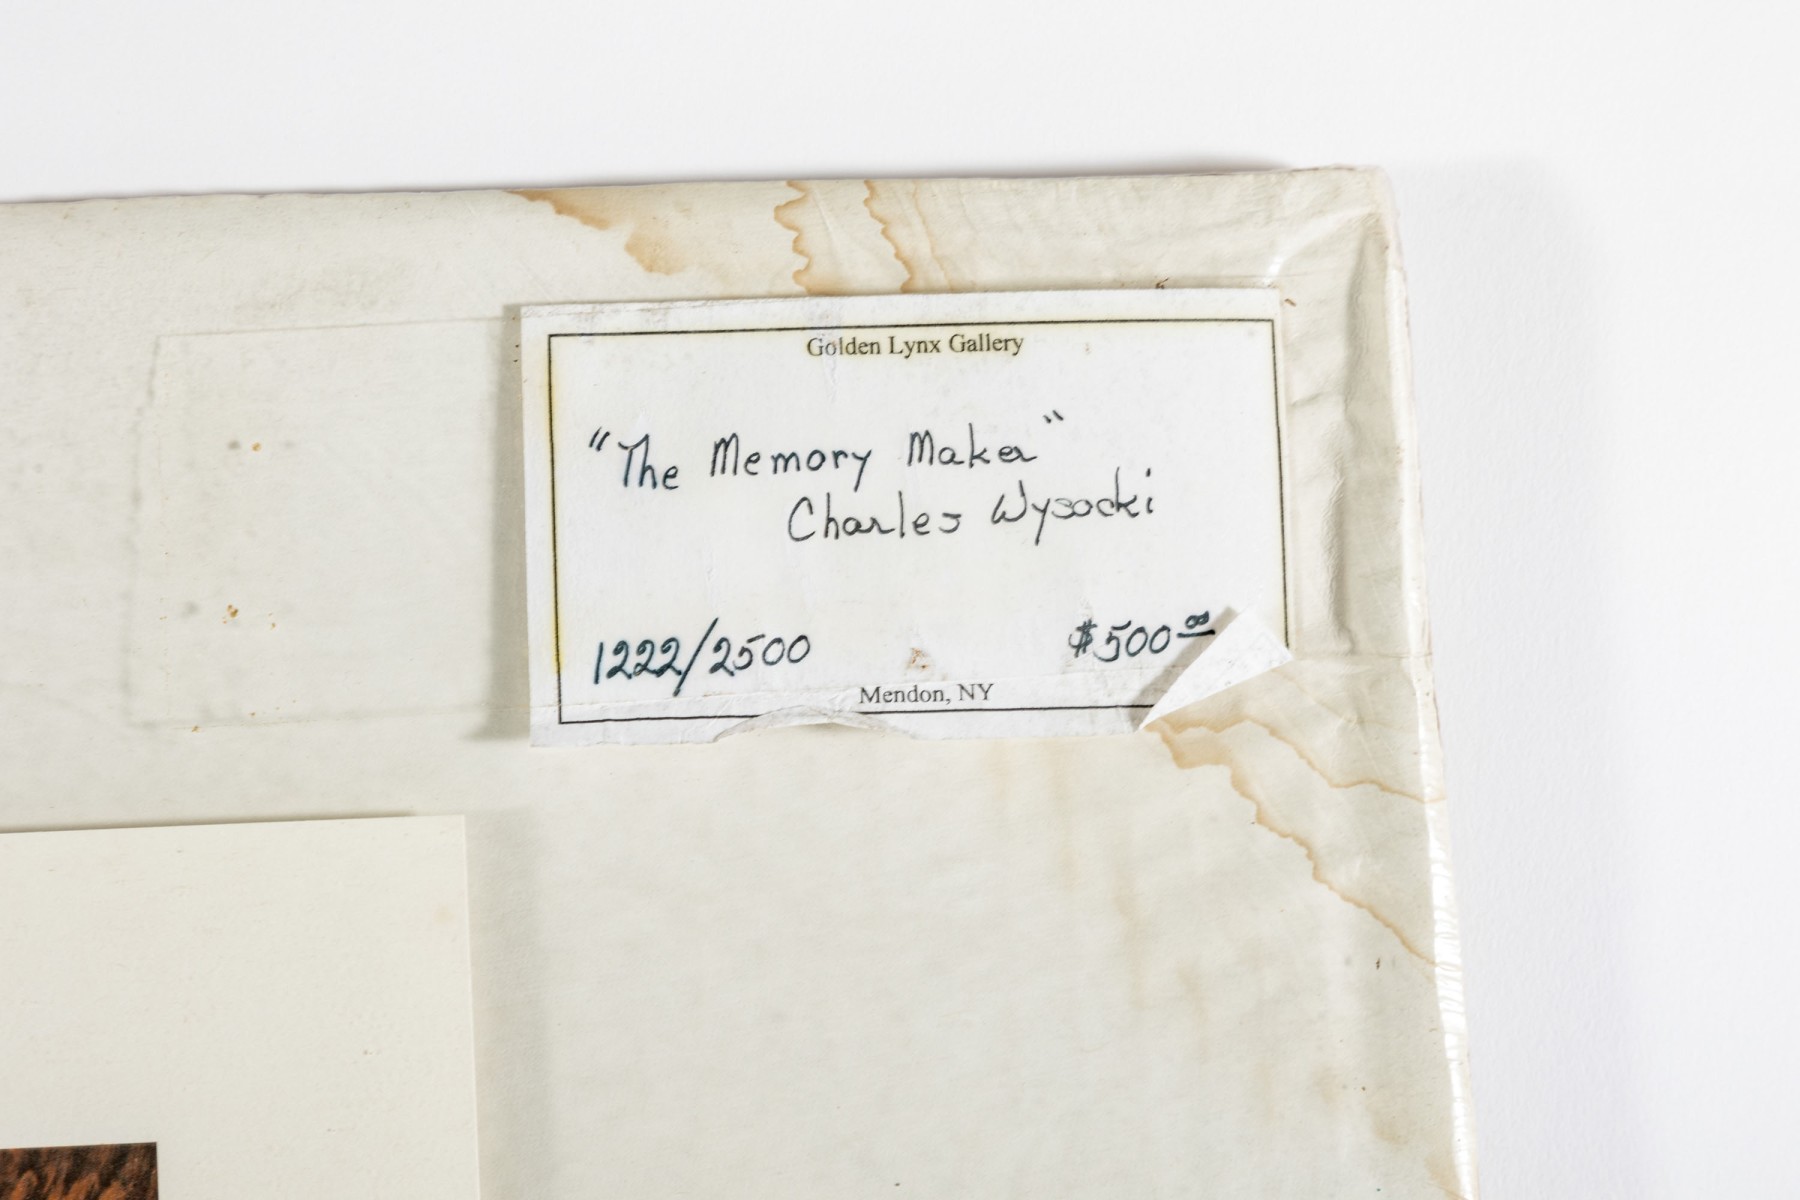 Golden Lynx Gallery
"The Memory Maker"
Charles Wysocki
1222/2500 $500.00
Mendon, NY